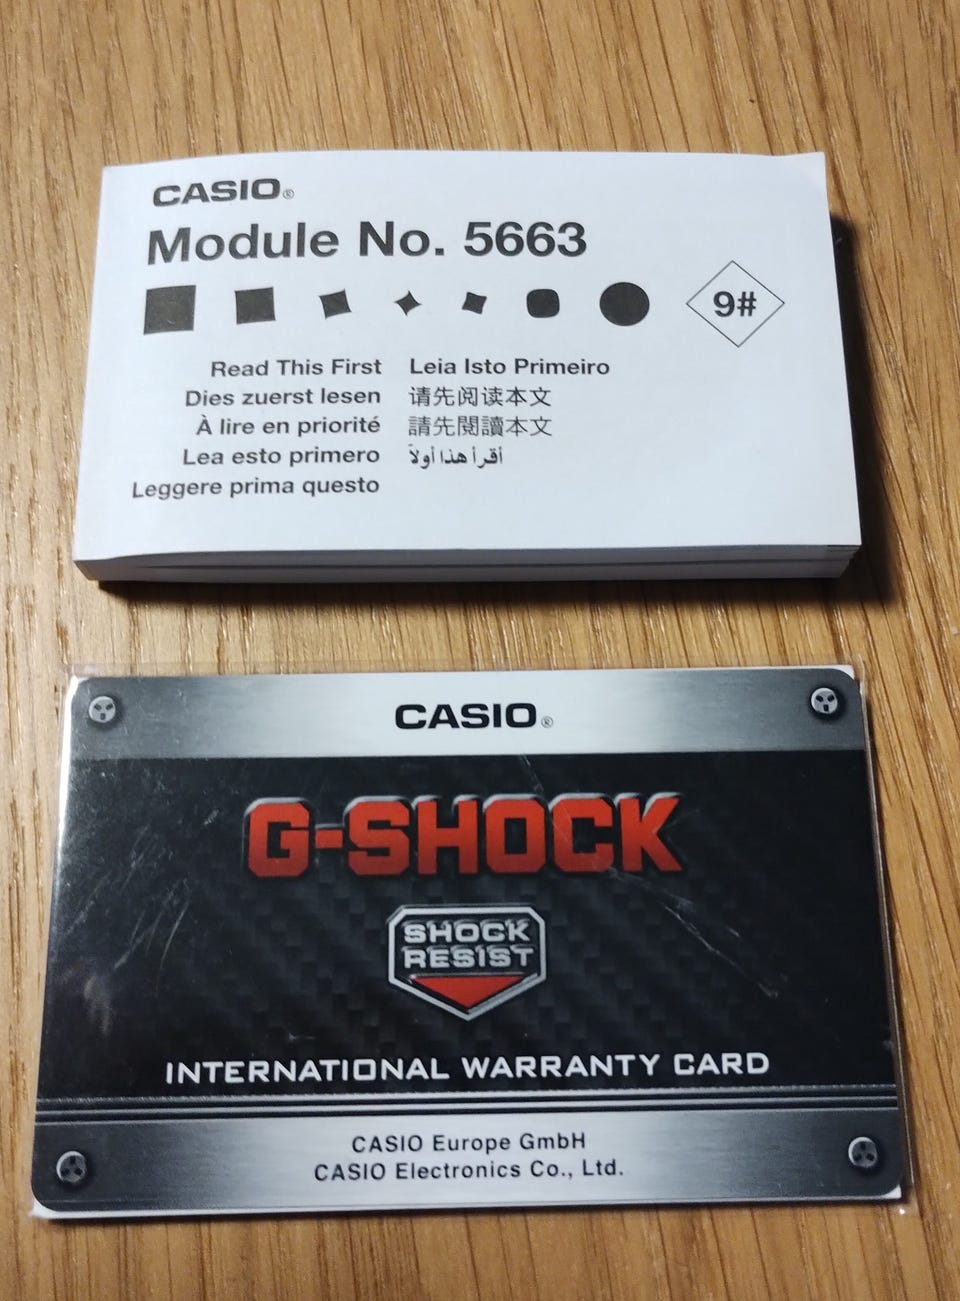 CASIO®
Module No. 5663
9#
Read This First
Dies zuerst lesen
À lire en priorité
Lea esto primero
Leggere prima questo
Leia Isto Primeiro
请先阅读本文
請先閱讀本文
أقرأ هذا أولاً
CASIO®
G-SHOCK
SHOCK
RESIST
INTERNATIONAL WARRANTY CARD
CASIO Europe GmbH
CASIO Electronics Co., Ltd.